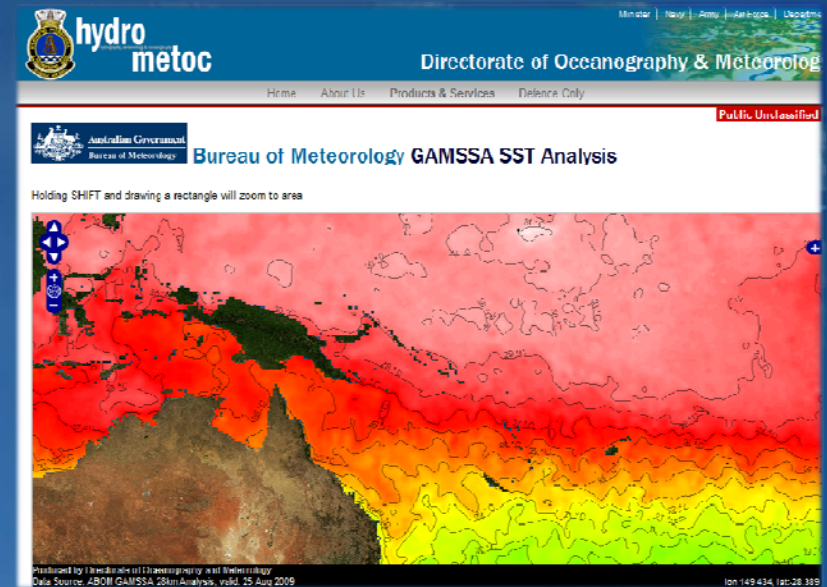 Minister | Navy | Army | Air Force | Departme
hydro
metoc
Directorate of Oceanography & Meteorolog
Home About Us Products & Services Defence Only
Public Unclassified
Australian Government
Bureau of Meteorology
Bureau of Meteorology GAMSSA SST Analysis
Holding SHIFT and drawing a rectangle will zoom to area
Produced by Directorate of Oceanography and Meteorology
Data Source: ABOM GAMSSA 28km Analysis, valid: 25 Aug 2009
lon:149.434, lat:-28.389